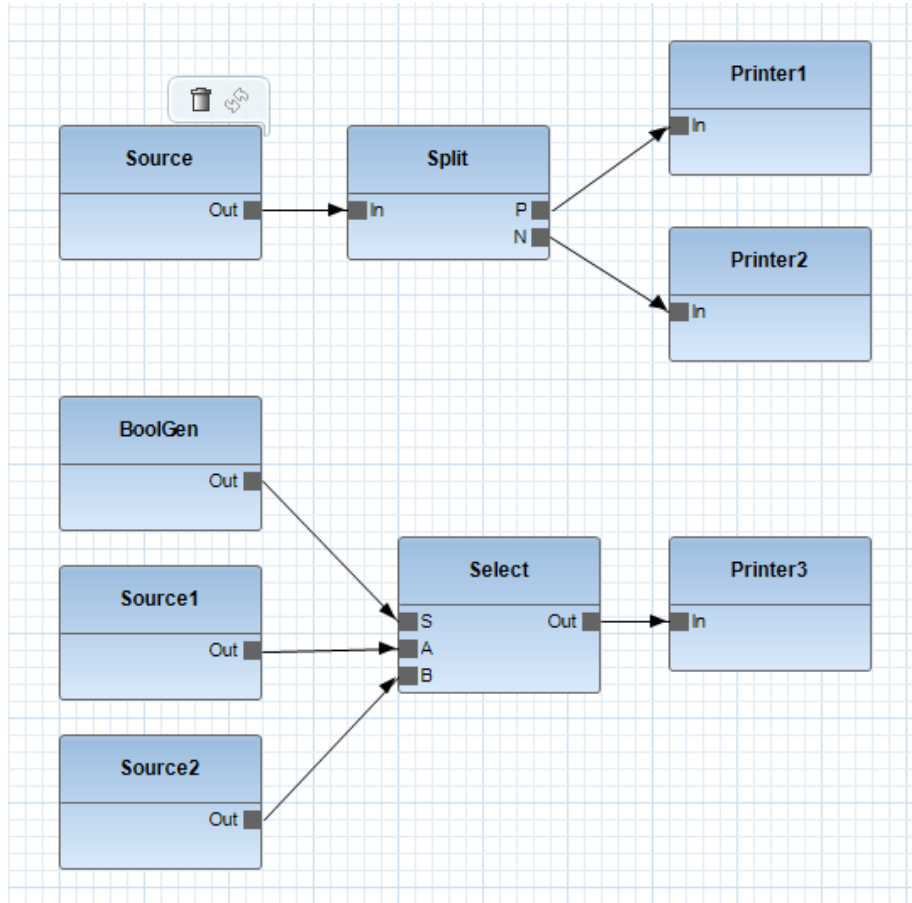 Printer1
In
Source
Out
Split
In
P
N
Printer2
In
BoolGen
Out
Source1
Out
Source2
Out
Select
S
A
B
Out
Printer3
In